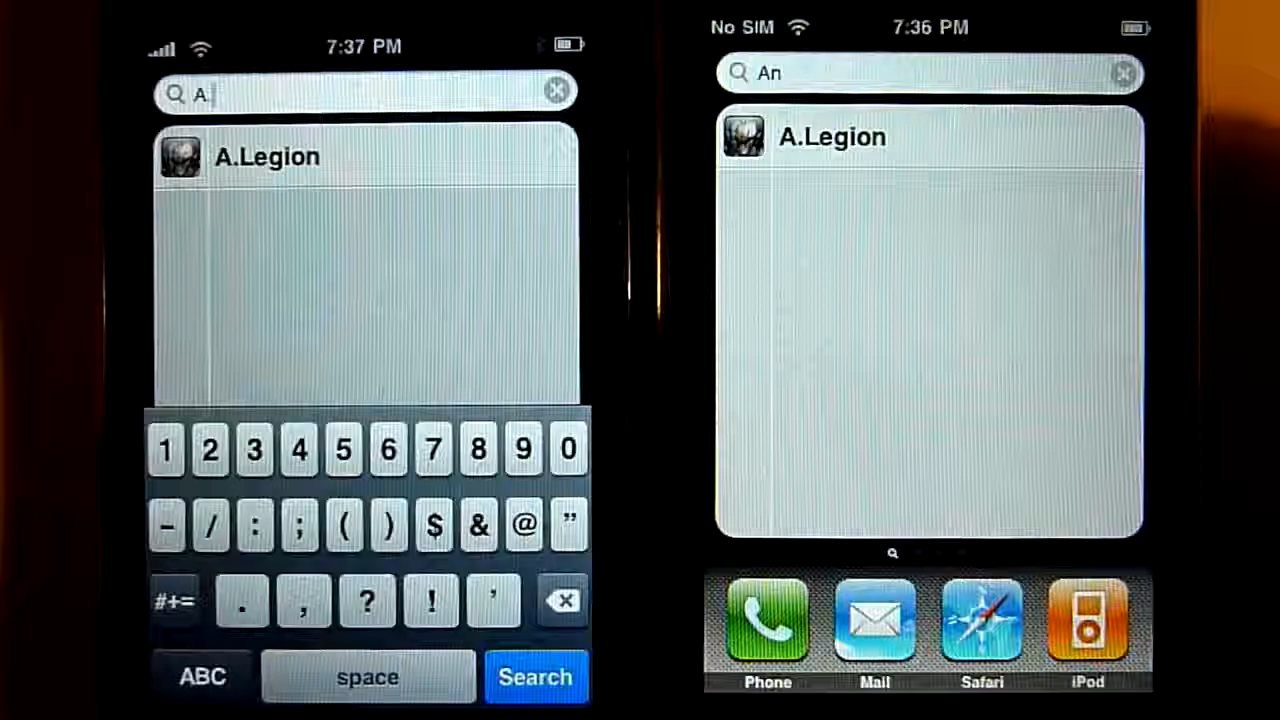 7:37 PM
A.
A.Legion
1 2 3 4 5 6 7 8 9 0
- / : ; ( ) $ & @ "
#+= . , ? ! '
ABC space Search
No SIM 7:36 PM
An
A.Legion
Phone Mail Safari iPod